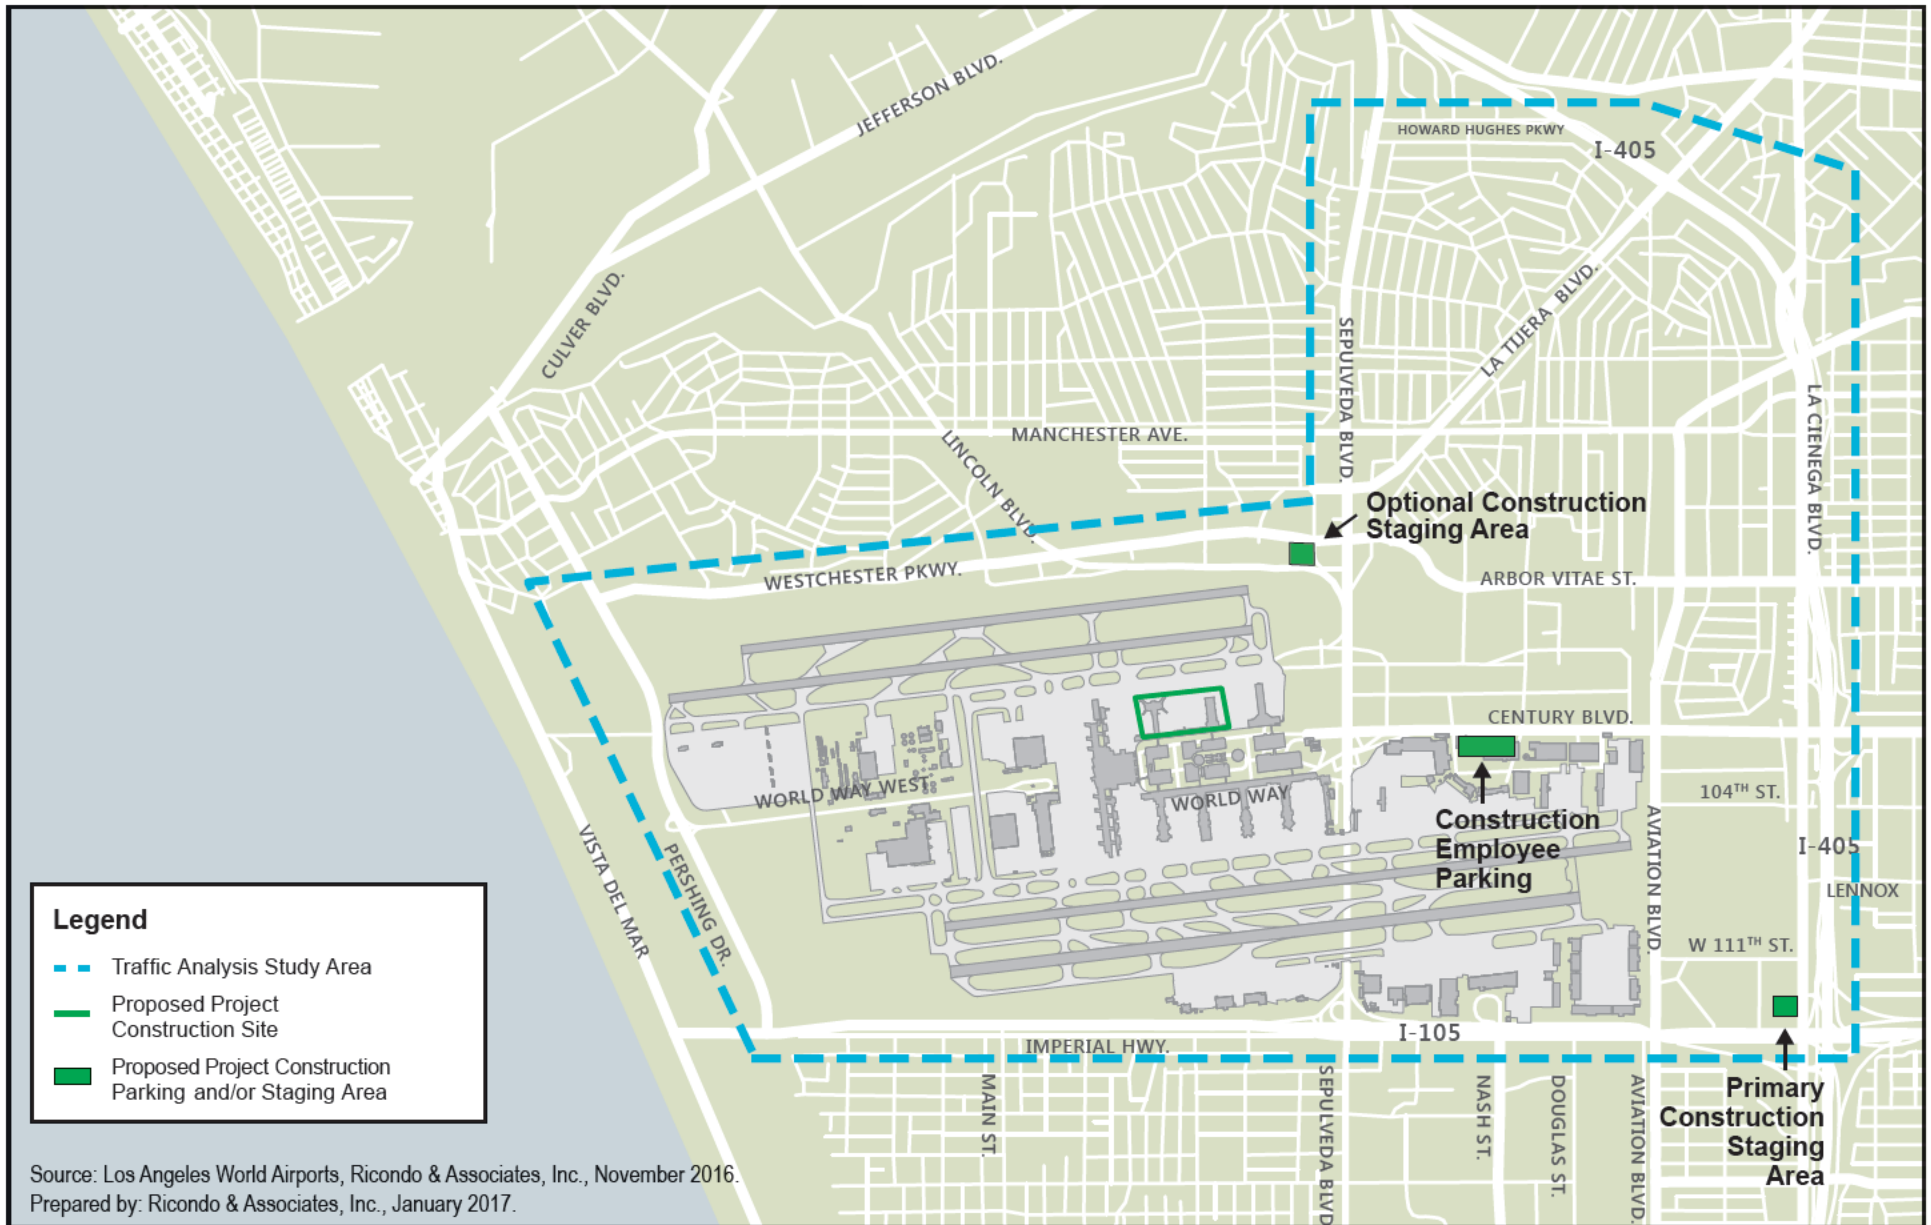 JEFFERSON BLVD.
HOWARD HUGHES PKWY
I-405
CULVER BLVD.
SEPULVEDA BLVD.
LA TIJERA BLVD.
LA CIENEGA BLVD.
MANCHESTER AVE.
LINCOLN BLVD.
Optional Construction
Staging Area
WESTCHESTER PKWY.
ARBOR VITAE ST.
CENTURY BLVD.
WORLD WAY WEST
WORLD WAY
104TH ST.
Construction
Employee
Parking
AVIATION BLVD.
I-405
LENNOX
VISTA DEL MAR
PERSHING DR.
W 111TH ST.
I-105
IMPERIAL HWY.
MAIN ST.
SEPULVEDA BLVD
NASH ST.
DOUGLAS ST.
AVIATION BLVD.
Primary
Construction
Staging
Area
Legend
Traffic Analysis Study Area
Proposed Project
Construction Site
Proposed Project Construction
Parking and/or Staging Area
Source: Los Angeles World Airports, Ricondo & Associates, Inc., November 2016.
Prepared by: Ricondo & Associates, Inc., January 2017.